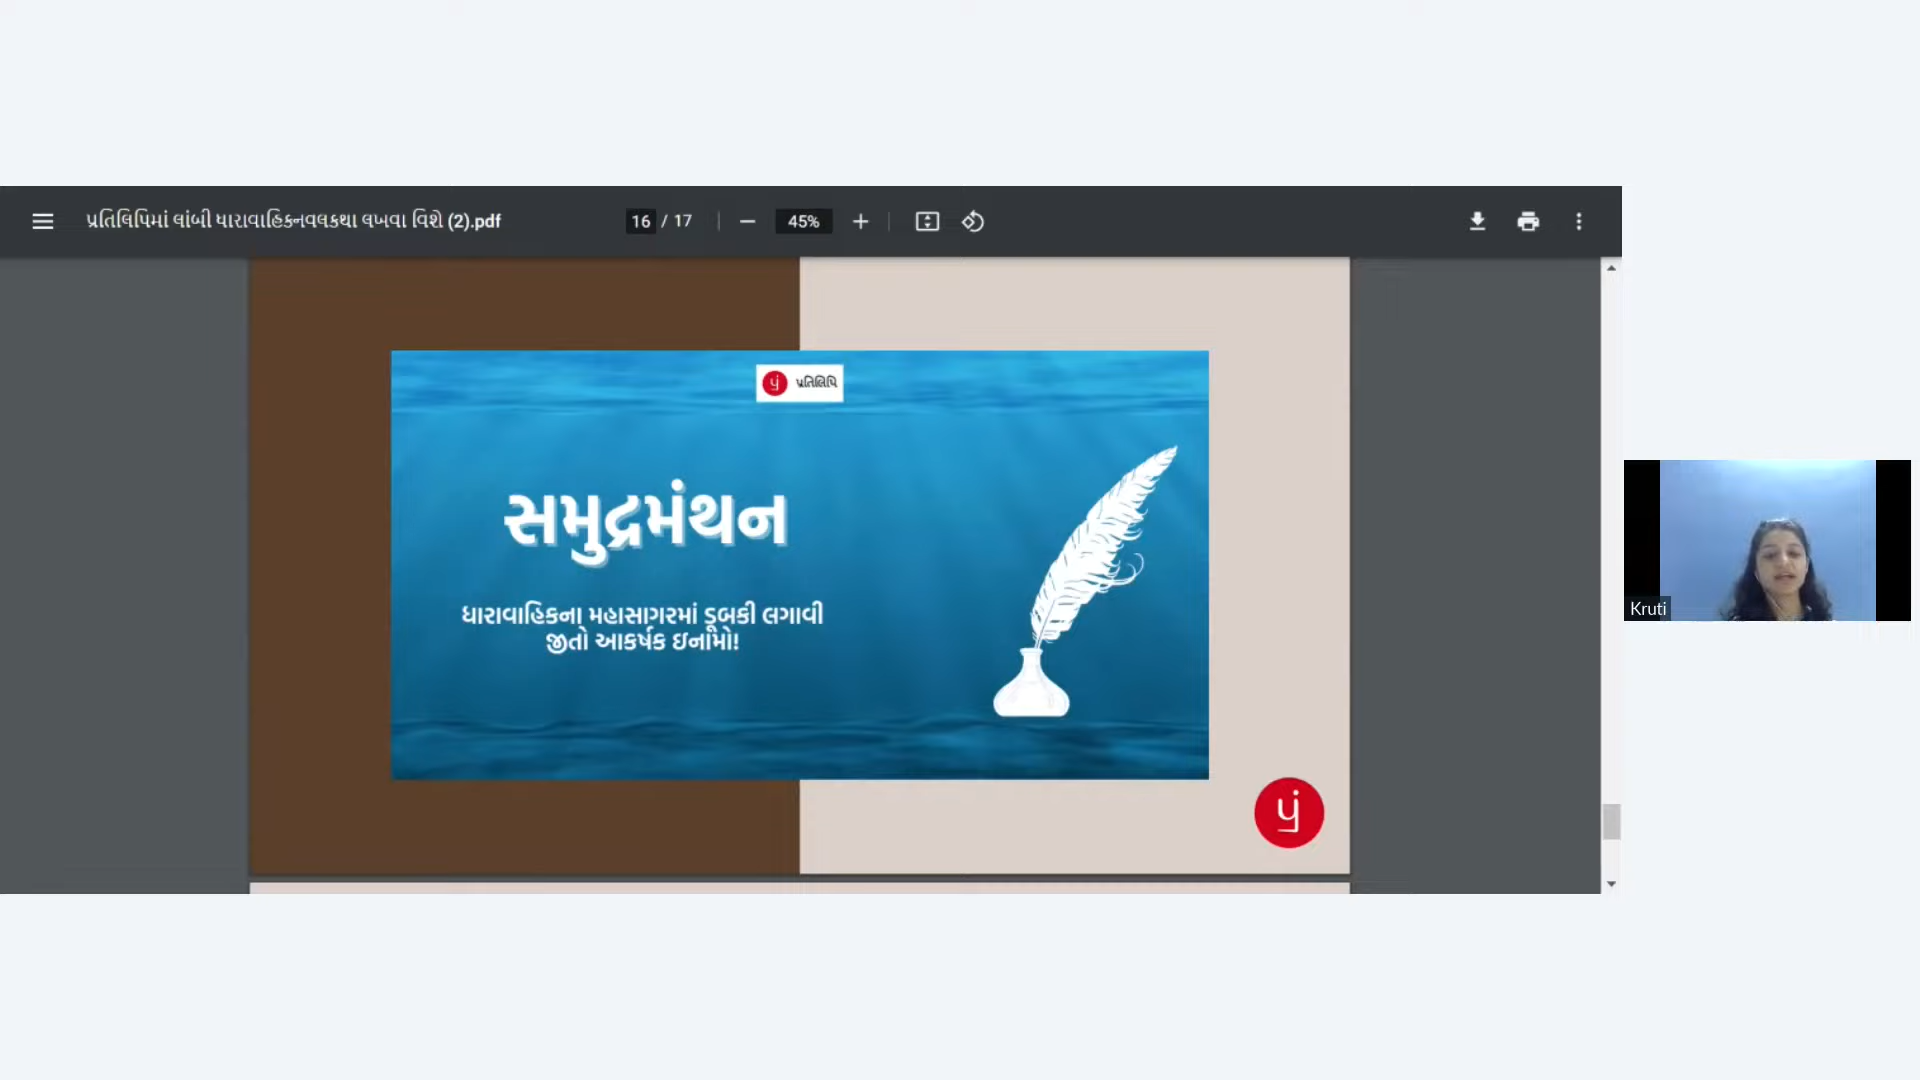 પ્રતિલિપિમાં લાંબી ધારાવાહિકનવલકથા લખવા વિશે (2).pdf
16 / 17
45%
પ્રતિલિપિ
સમુદ્રમંથન
ધારાવાહિકના મહાસાગરમાં ડૂબકી લગાવી
જીતો આકર્ષક ઇનામો!
Kruti